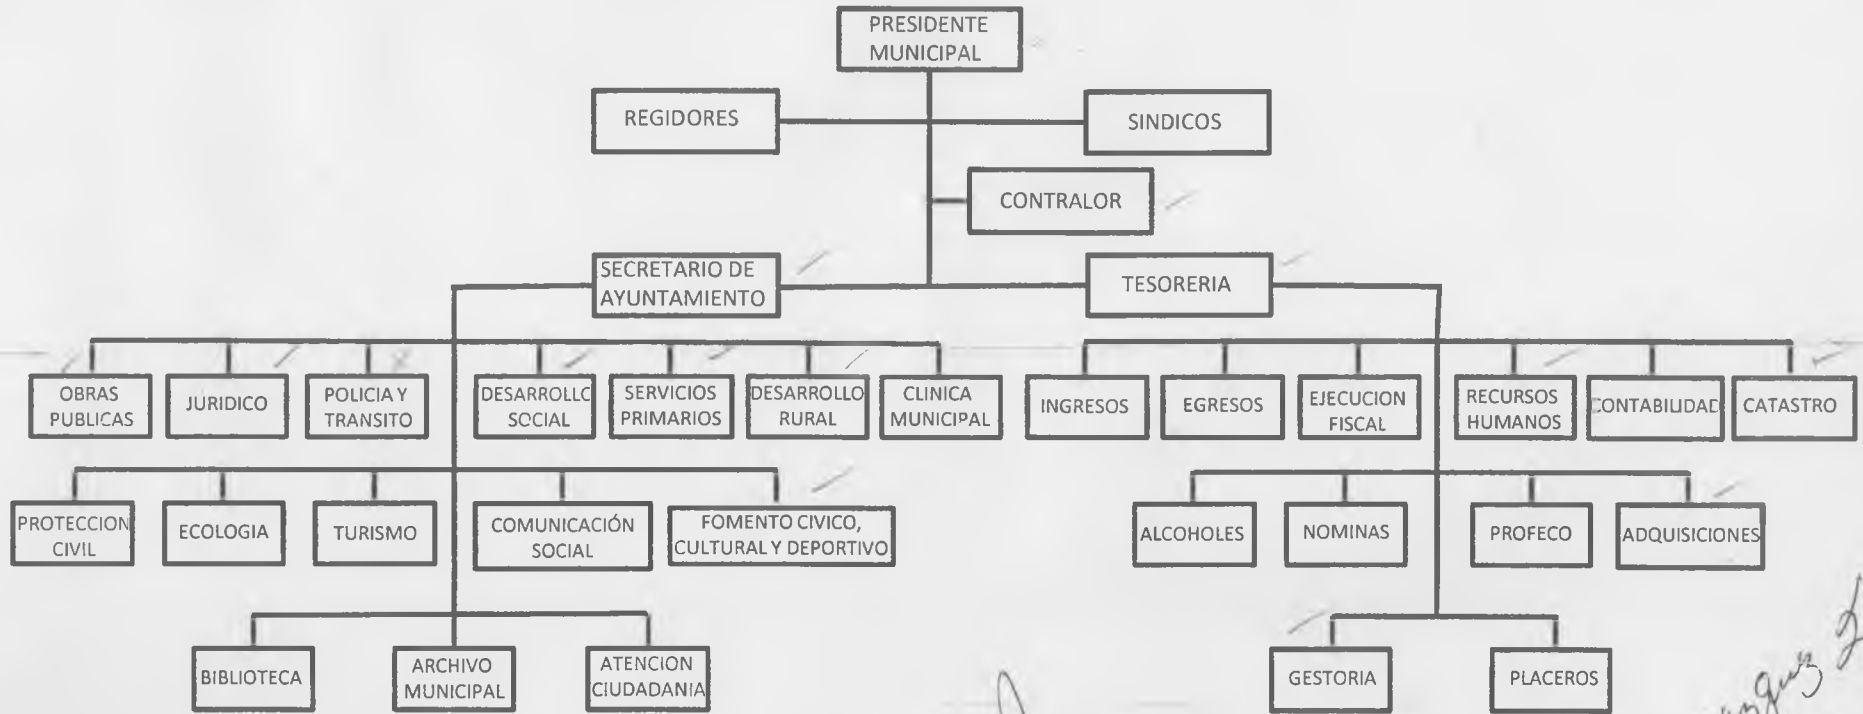 PRESIDENTE
MUNICIPAL
REGIDORES
SINDICOS
CONTRALOR
SECRETARIO DE
AYUNTAMIENTO
TESORERIA
OBRAS
PUBLICAS
JURIDICO
POLICIA Y
TRANSITO
DESARROLLO
SOCIAL
SERVICIOS
PRIMARIOS
DESARROLLO
RURAL
CLINICA
MUNICIPAL
INGRESOS
EGRESOS
EJECUCION
FISCAL
RECURSOS
HUMANOS
CONTABILIDAD
CATASTRO
PROTECCION
CIVIL
ECOLOGIA
TURISMO
COMUNICACIÓN
SOCIAL
FOMENTO CIVICO,
CULTURAL Y DEPORTIVO
ALCOHOLES
NOMINAS
PROFECO
ADQUISICIONES
BIBLIOTECA
ARCHIVO
MUNICIPAL
ATENCION
CIUDADANIA
GESTORIA
PLACEROS